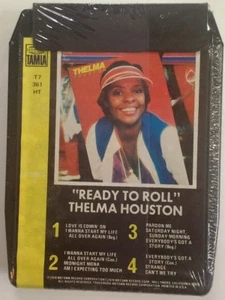 TAMLA
T7
361
HT
THELMA
"READY TO ROLL"
THELMA HOUSTON
1
LOVE IS COMIN' ON
I WANNA START MY LIFE
ALL OVER AGAIN (Beg.)
2
I WANNA START MY LIFE
ALL OVER AGAIN (Con.)
MIDNIGHT MONA
AM I EXPECTING TOO MUCH
3
PARDON ME
SATURDAY NIGHT,
SUNDAY MORNING
EVERYBODY'S GOT A
STORY (Beg.)
4
EVERYBODY'S GOT A
STORY (Con.)
STRANGE
CAN'T WE TRY